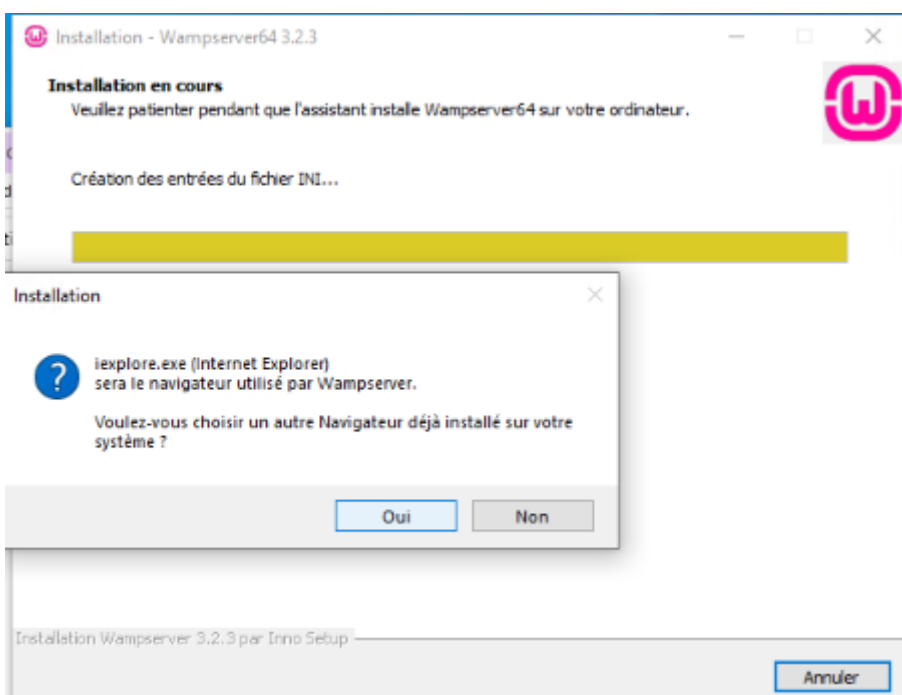 Installation - Wampserver64 3.2.3
Installation en cours
Veuillez patienter pendant que l'assistant installe Wampserver64 sur votre ordinateur.
Création des entrées du fichier INI...
Installation
iexplore.exe (Internet Explorer)
sera le navigateur utilisé par Wampserver.
Voulez-vous choisir un autre Navigateur déjà installé sur votre
système ?
Oui
Non
Installation Wampserver 3.2.3 par Inno Setup
Annuler